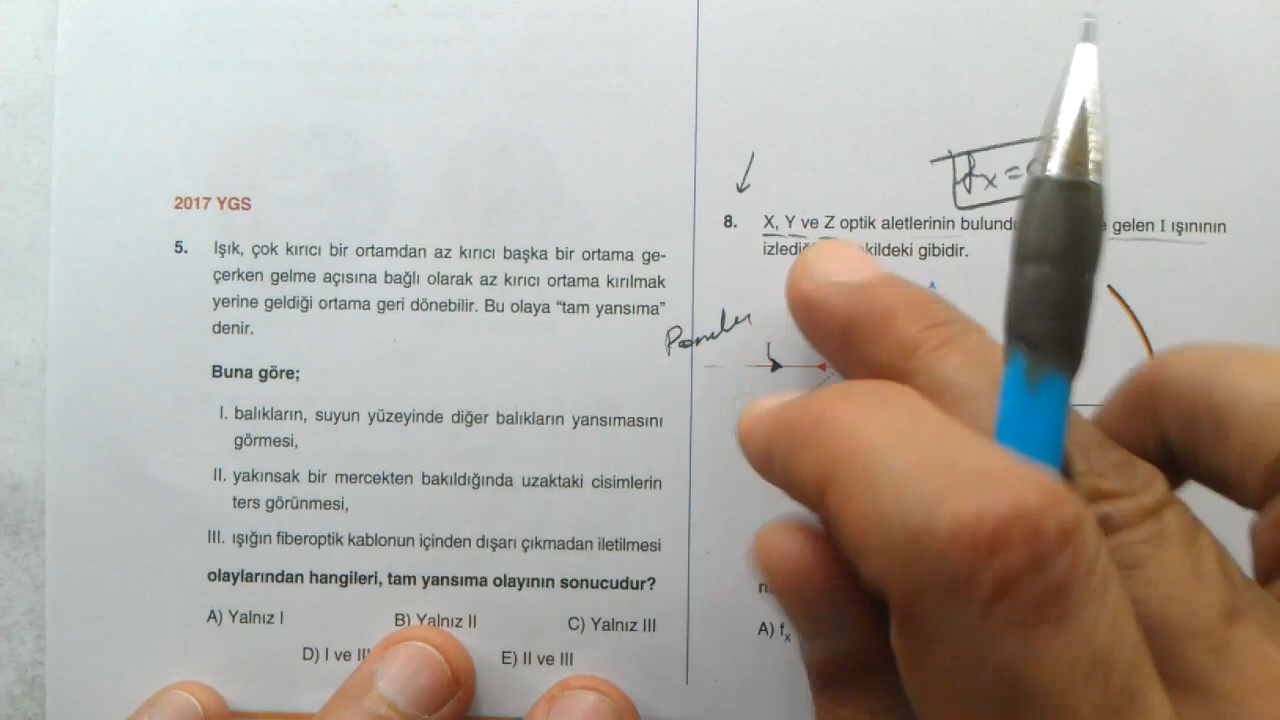 2017 YGS
5. Işık, çok kırıcı bir ortamdan az kırıcı başka bir ortama ge-
çerken gelme açısına bağlı olarak az kırıcı ortama kırılmak
yerine geldiği ortama geri dönebilir. Bu olaya “tam yansıma”
denir.
Buna göre;
I. balıkların, suyun yüzeyinde diğer balıkların yansımasını
görmesi,
II. yakınsak bir mercekten bakıldığında uzaktaki cisimlerin
ters görünmesi,
III. ışığın fiberoptik kablonun içinden dışarı çıkmadan iletilmesi
olaylarından hangileri, tam yansıma olayının sonucudur?
A) Yalnız I
B) Yalnız II
C) Yalnız III
D) I ve II
E) II ve III
fx =
8. X, Y ve Z optik aletlerinin gelen I ışınının
gibidir.
I
A) fx